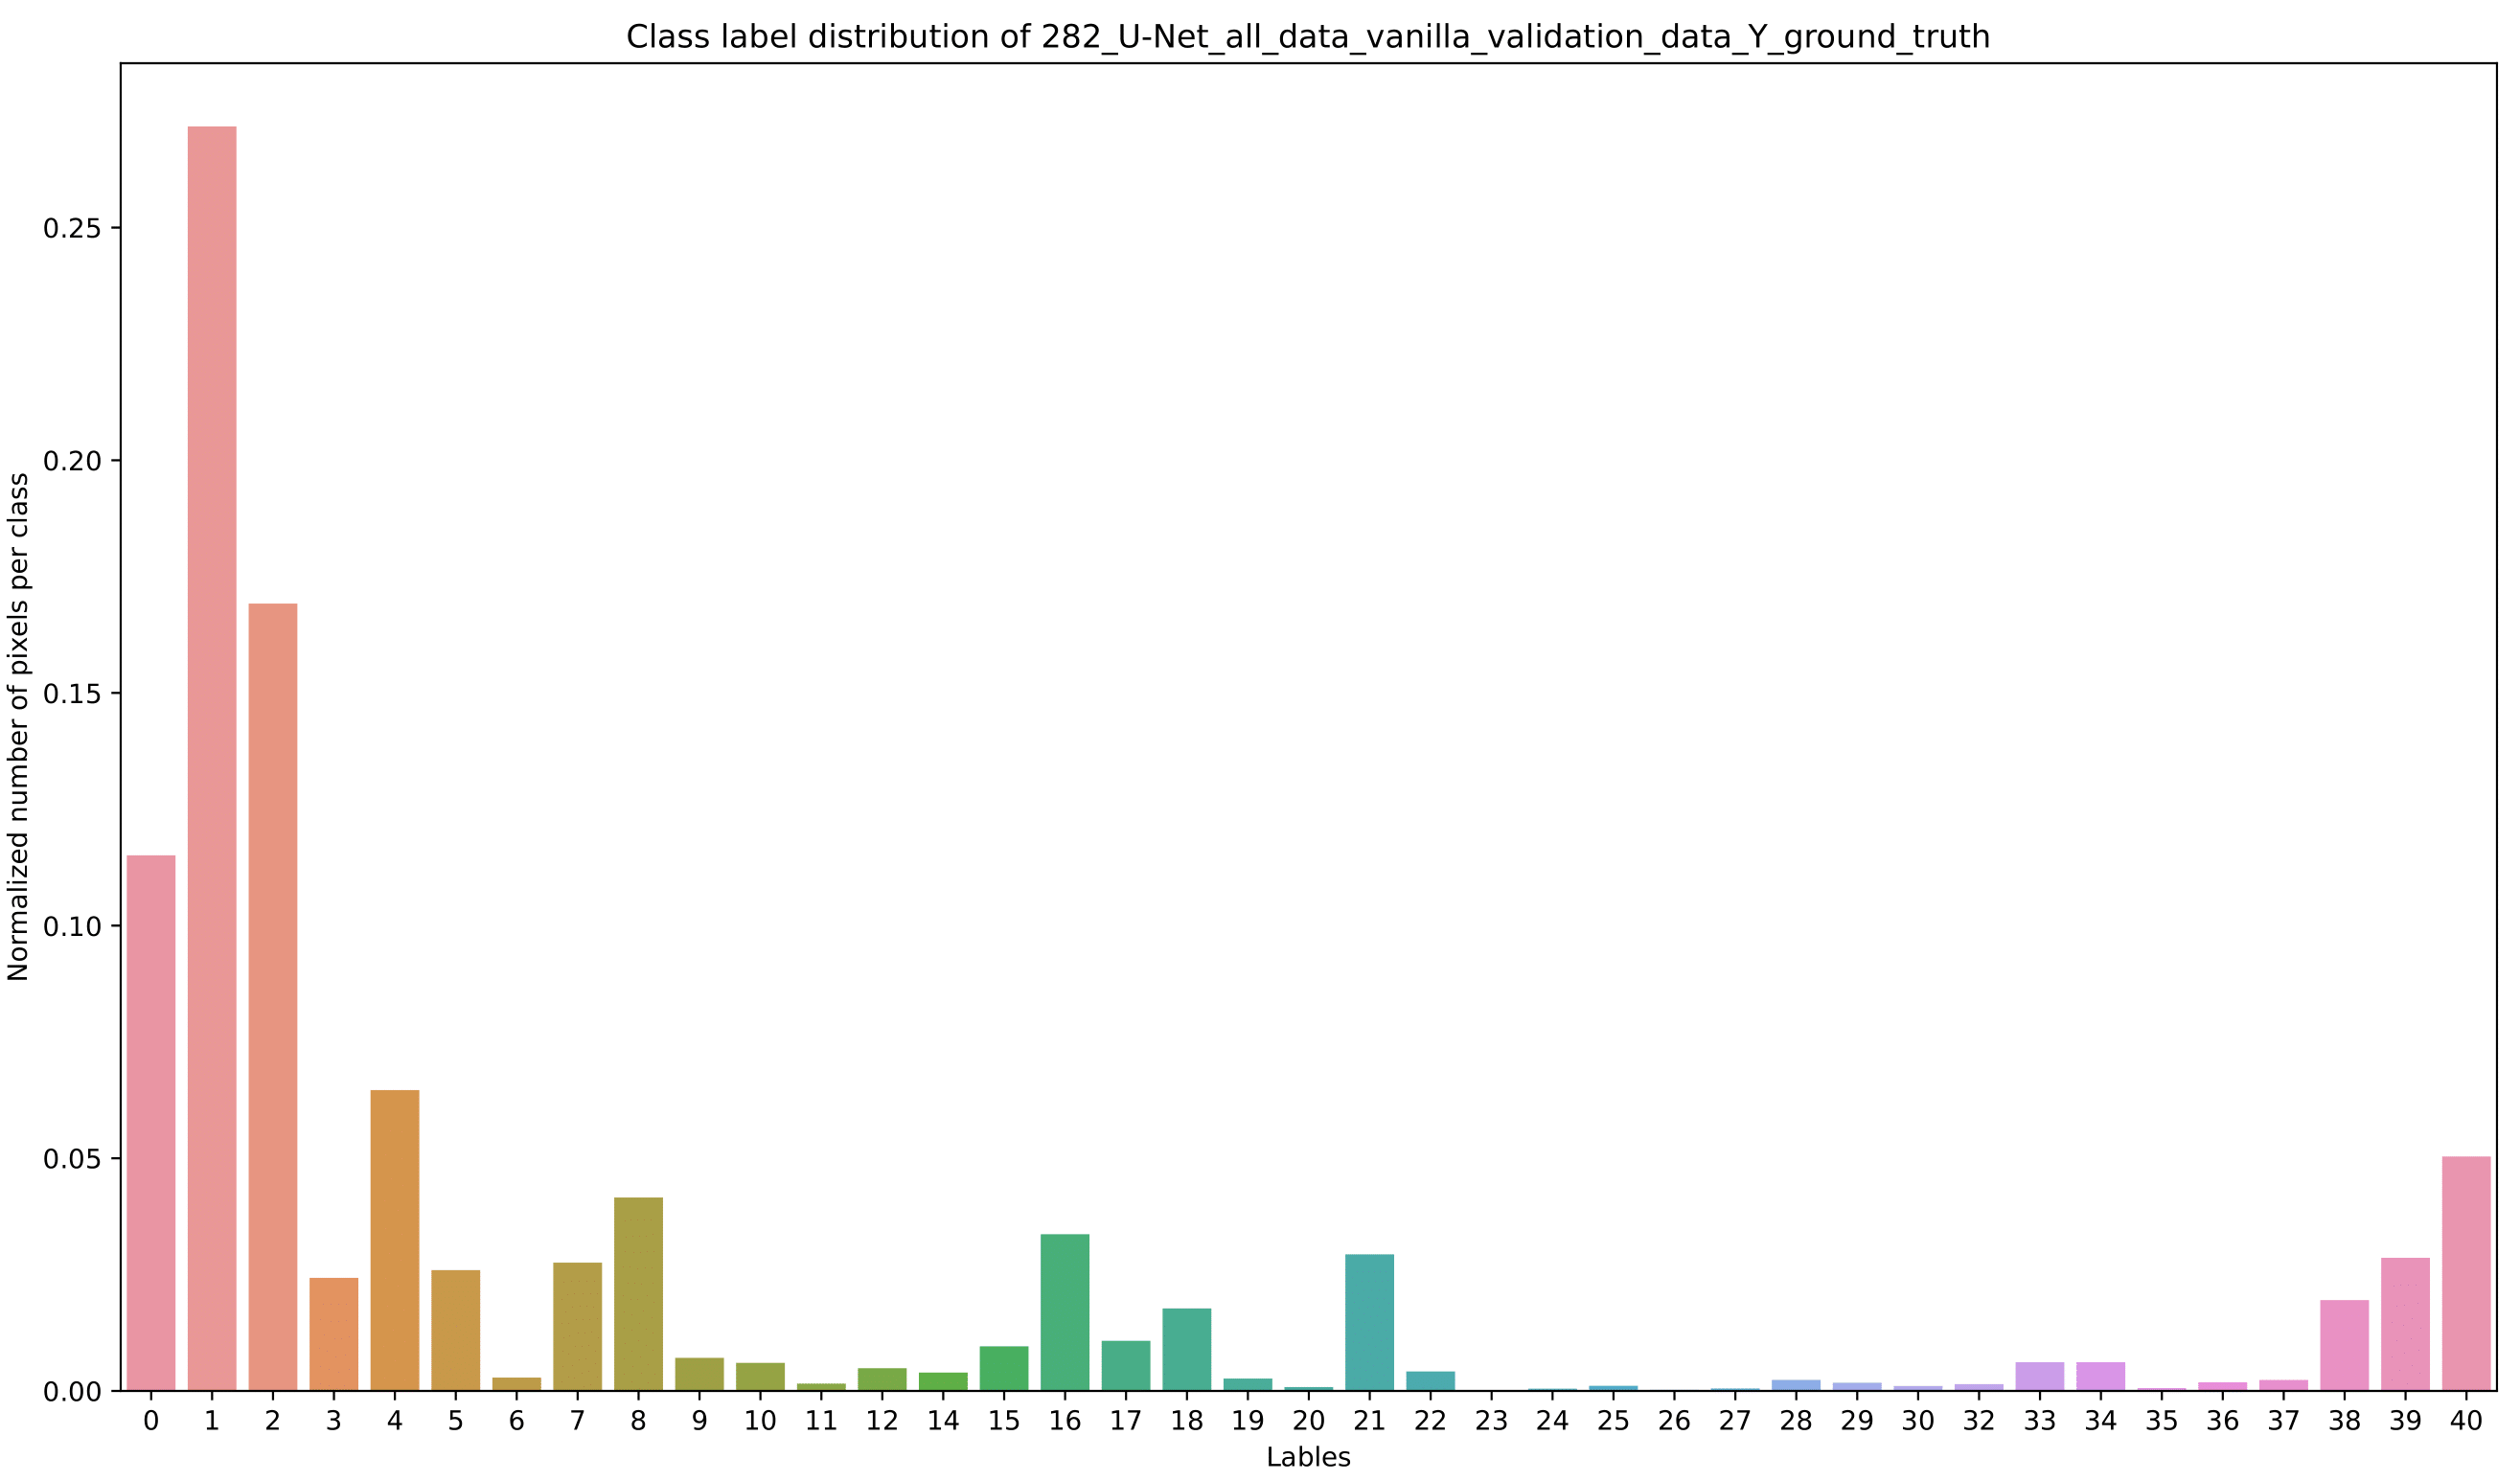 Class label distribution of 282_U-Net_all_data_vanilla_validation_data_Y_ground_truth
Normalized number of pixels per class
0.25
0.20
0.15
0.10
0.05
0.00
0 1 2 3 4 5 6 7 8 9 10 11 12 14 15 16 17 18 19 20 21 22 23 24 25 26 27 28 29 30 32 33 34 35 36 37 38 39 40
Lables